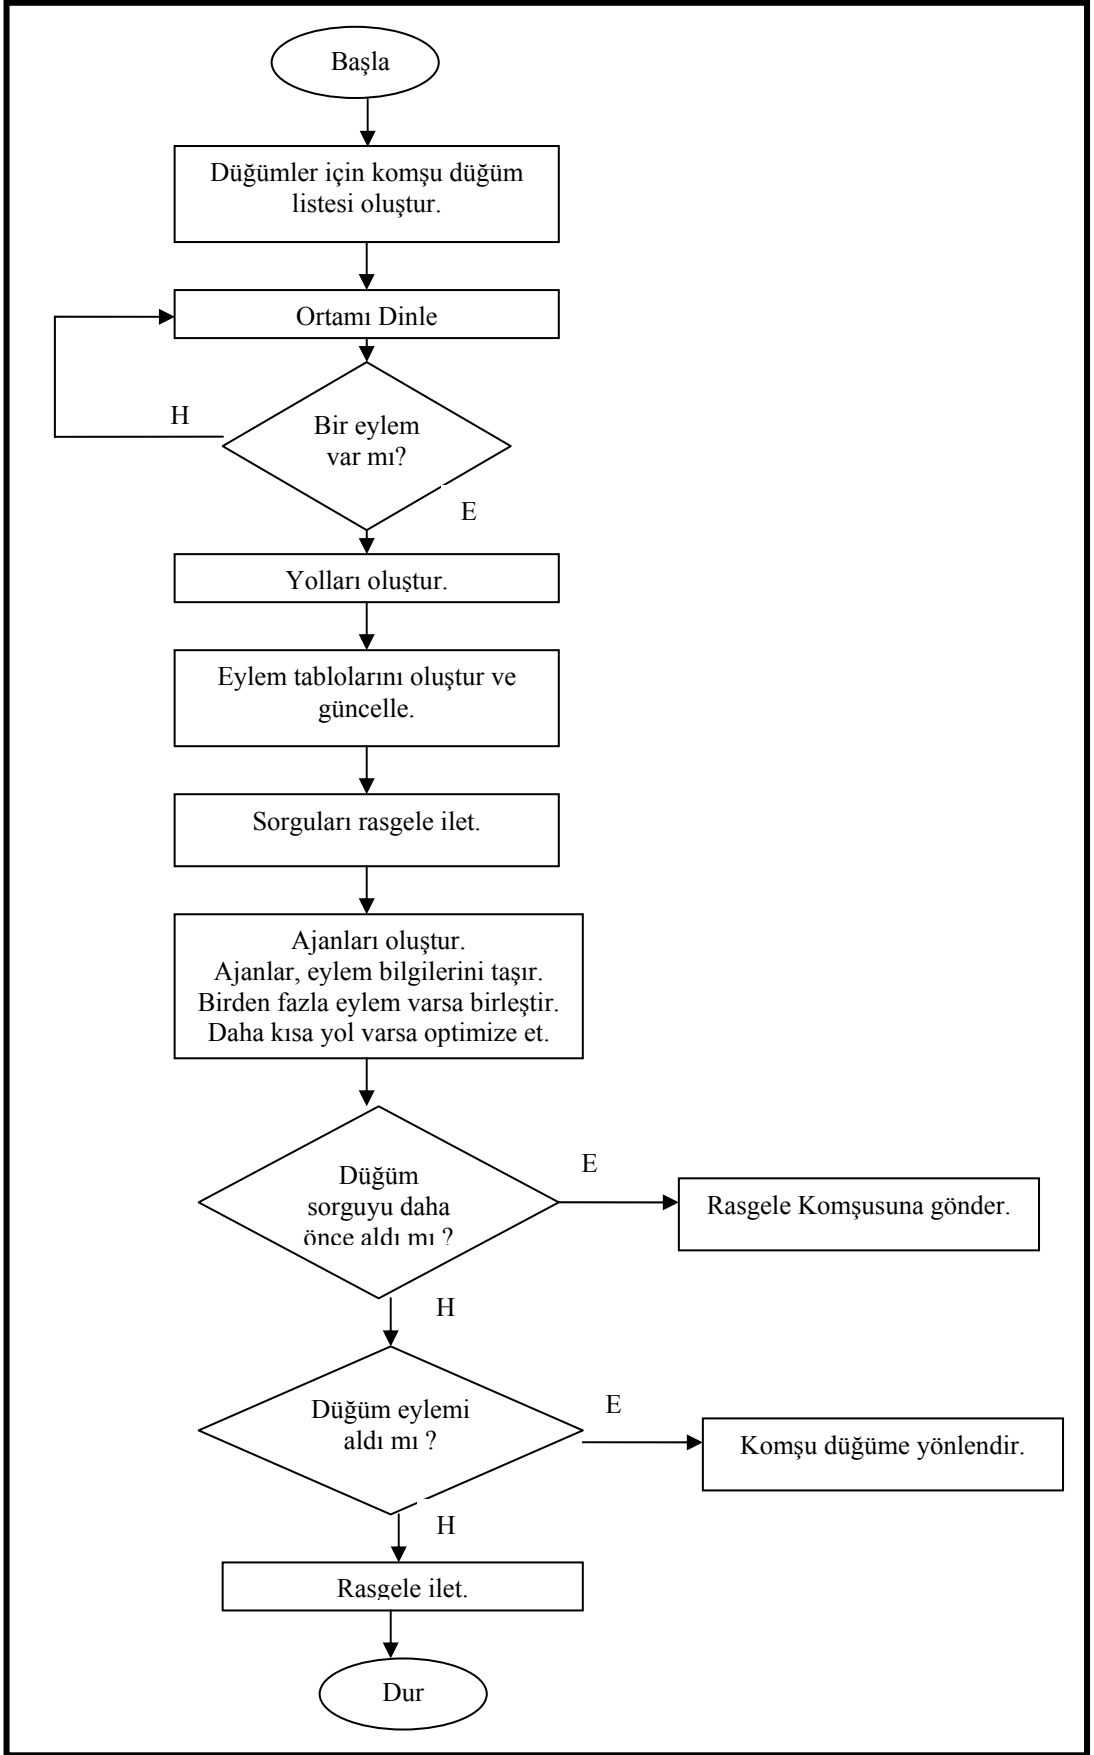 Başla
Düğümler için komşu düğüm
listesi oluştur.
Ortamı Dinle
Bir eylem
var mı?
H
E
Yolları oluştur.
Eylem tablolarını oluştur ve
güncelle.
Sorguları rasgele ilet.
Ajanları oluştur.
Ajanlar, eylem bilgilerini taşır.
Birden fazla eylem varsa birleştir.
Daha kısa yol varsa optimize et.
Düğüm
sorguyu daha
önce aldı mı ?
E
Rasgele Komşusuna gönder.
H
Düğüm eylemi
aldı mı ?
E
Komşu düğüme yönlendir.
H
Rasgele ilet.
Dur